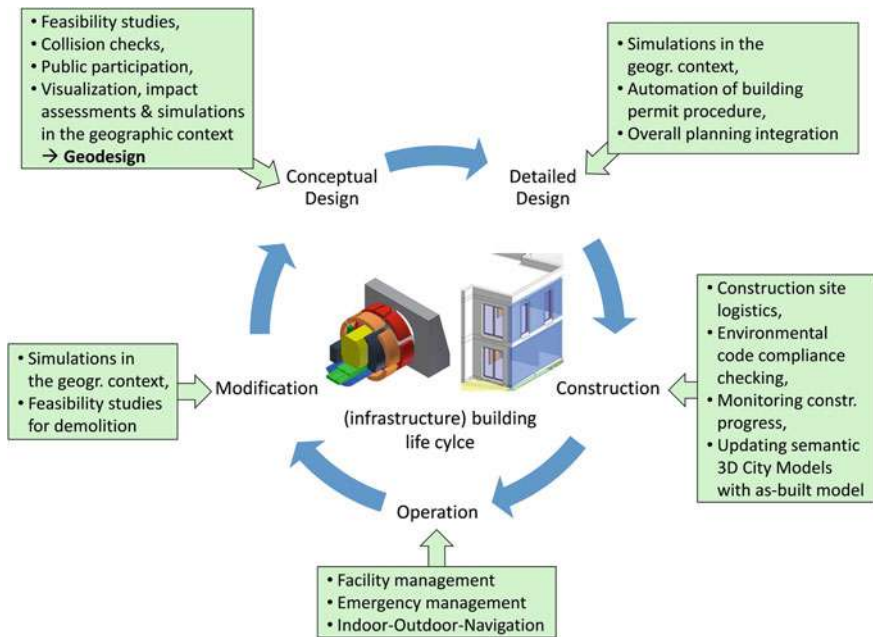 • Feasibility studies,
• Collision checks,
• Public participation,
• Visualization, impact
assessments & simulations
in the geographic context
→ Geodesign
• Simulations in the
geogr. context,
• Automation of building
permit procedure,
• Overall planning integration
Conceptual
Design
Detailed
Design
• Construction site
logistics,
• Environmental
code compliance
checking,
• Monitoring constr.
progress,
• Updating semantic
3D City Models
with as-built model
• Simulations in
the geogr. context,
• Feasibility studies
for demolition
Modification
Construction
(infrastructure) building
life cylce
Operation
• Facility management
• Emergency management
• Indoor-Outdoor-Navigation